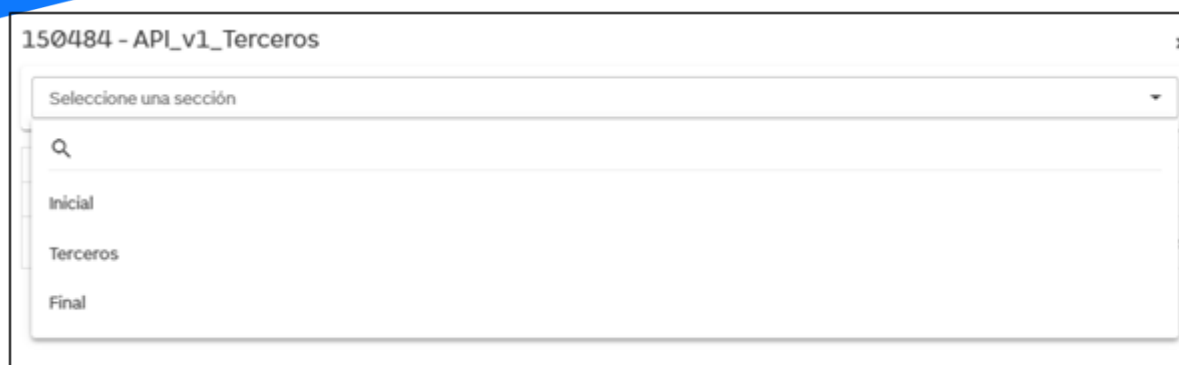 150484 - API_v1_Terceros
Seleccione una sección
Inicial
Terceros
Final